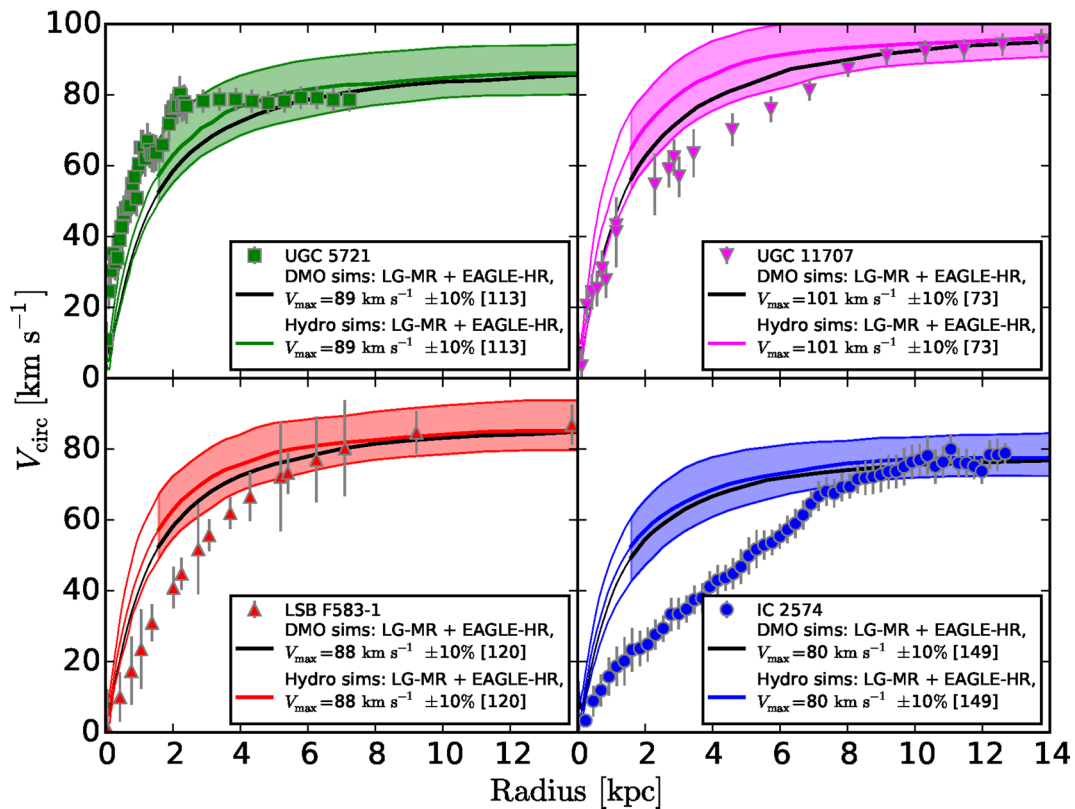 V_circ [km s⁻¹]
100
80
60
40
20
0
UGC 5721
DMO sims: LG-MR + EAGLE-HR,
V_max=89 km s⁻¹ ±10% [113]
Hydro sims: LG-MR + EAGLE-HR,
V_max=89 km s⁻¹ ±10% [113]
UGC 11707
DMO sims: LG-MR + EAGLE-HR,
V_max=101 km s⁻¹ ±10% [73]
Hydro sims: LG-MR + EAGLE-HR,
V_max=101 km s⁻¹ ±10% [73]
80
60
40
20
0
LSB F583-1
DMO sims: LG-MR + EAGLE-HR,
V_max=88 km s⁻¹ ±10% [120]
Hydro sims: LG-MR + EAGLE-HR,
V_max=88 km s⁻¹ ±10% [120]
IC 2574
DMO sims: LG-MR + EAGLE-HR,
V_max=80 km s⁻¹ ±10% [149]
Hydro sims: LG-MR + EAGLE-HR,
V_max=80 km s⁻¹ ±10% [149]
0 2 4 6 8 10 12 0 2 4 6 8 10 12 14
Radius [kpc]